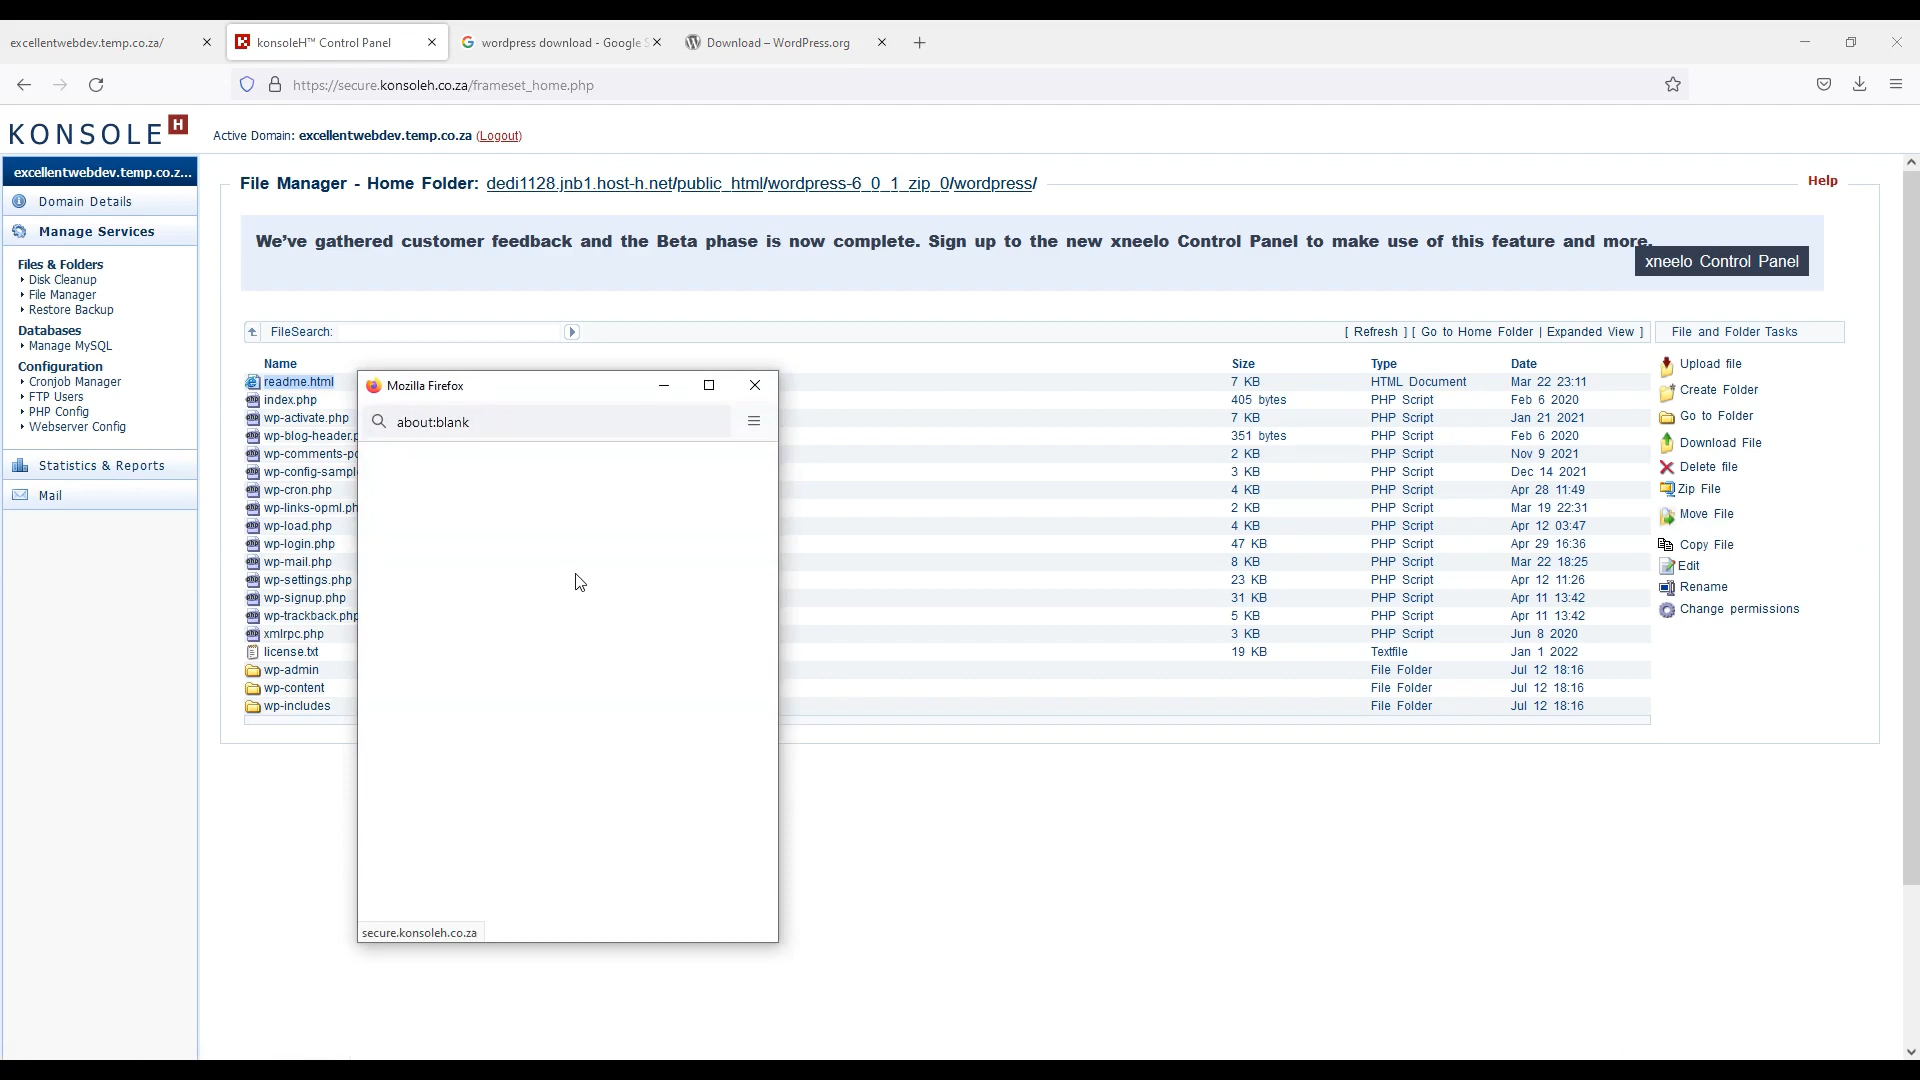 excellentwebdev.temp.co.za/
konsoleH™ Control Panel
wordpress download - Google S
Download – WordPress.org
https://secure.konsoleh.co.za/frameset_home.php
KONSOLE H
Active Domain: excellentwebdev.temp.co.za (Logout)
excellentwebdev.temp.co.z...
Domain Details
Manage Services
Files & Folders
Disk Cleanup
File Manager
Restore Backup
Databases
Manage MySQL
Configuration
Cronjob Manager
FTP Users
PHP Config
Webserver Config
Statistics & Reports
Mail
File Manager - Home Folder: dedi1128.jnb1.host-h.net/public_html/wordpress-6_0_1_zip_0/wordpress/
Help
We've gathered customer feedback and the Beta phase is now complete. Sign up to the new xneelo Control Panel to make use of this feature and more.
xneelo Control Panel
FileSearch:
[ Refresh ] [ Go to Home Folder | Expanded View ]
File and Folder Tasks
Name Size Type Date
readme.html 7 KB HTML Document Mar 22 23:11
index.php 405 bytes PHP Script Feb 6 2020
wp-activate.php 7 KB PHP Script Jan 21 2021
wp-blog-header.p 351 bytes PHP Script Feb 6 2020
wp-comments-po 2 KB PHP Script Nov 9 2021
wp-config-sampl 3 KB PHP Script Dec 14 2021
wp-cron.php 4 KB PHP Script Apr 28 11:49
wp-links-opml.ph 2 KB PHP Script Mar 19 22:31
wp-load.php 4 KB PHP Script Apr 12 03:47
wp-login.php 47 KB PHP Script Apr 29 16:36
wp-mail.php 8 KB PHP Script Mar 22 18:25
wp-settings.php 23 KB PHP Script Apr 12 11:26
wp-signup.php 31 KB PHP Script Apr 11 13:42
wp-trackback.php 5 KB PHP Script Apr 11 13:42
xmlrpc.php 3 KB PHP Script Jun 8 2020
license.txt 19 KB Textfile Jan 1 2022
wp-admin File Folder Jul 12 18:16
wp-content File Folder Jul 12 18:16
wp-includes File Folder Jul 12 18:16
Upload file
Create Folder
Go to Folder
Download File
Delete file
Zip File
Move File
Copy File
Edit
Rename
Change permissions
Mozilla Firefox
about:blank
secure.konsoleh.co.za